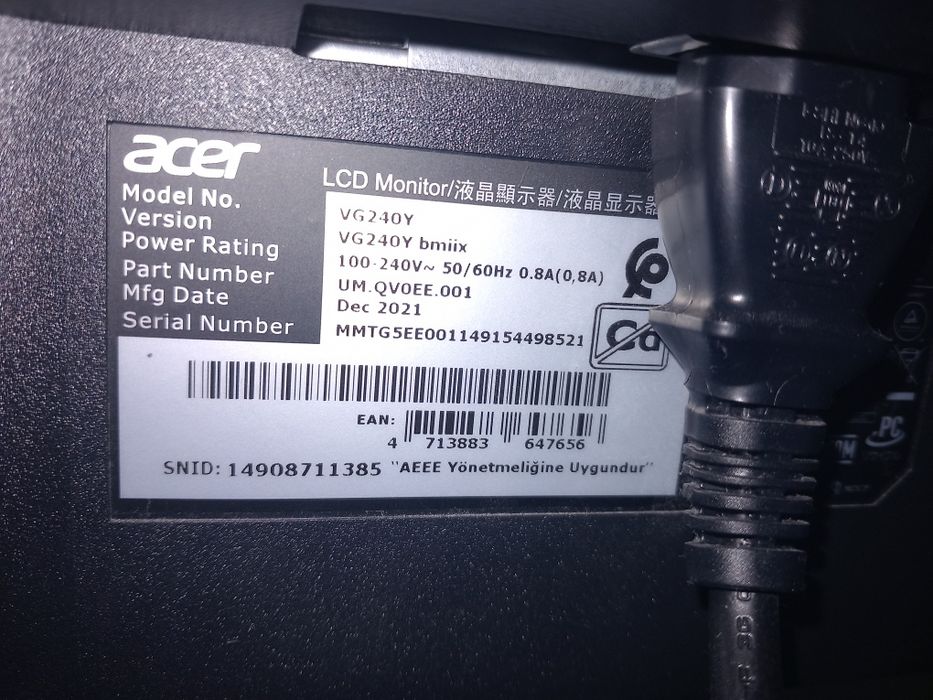 acer
LCD Monitor/液晶顯示器/液晶显示器
Model No. VG240Y
Version VG240Y bmiix
Power Rating 100-240V~ 50/60Hz 0.8A(0,8A)
Part Number UM.QV0EE.001
Mfg Date Dec 2021
Serial Number MMTG5EE001149154498521
Cd
EAN:
4 713883 647656
SNID: 14908711385 "AEEE Yönetmeliğine Uygundur"
PC